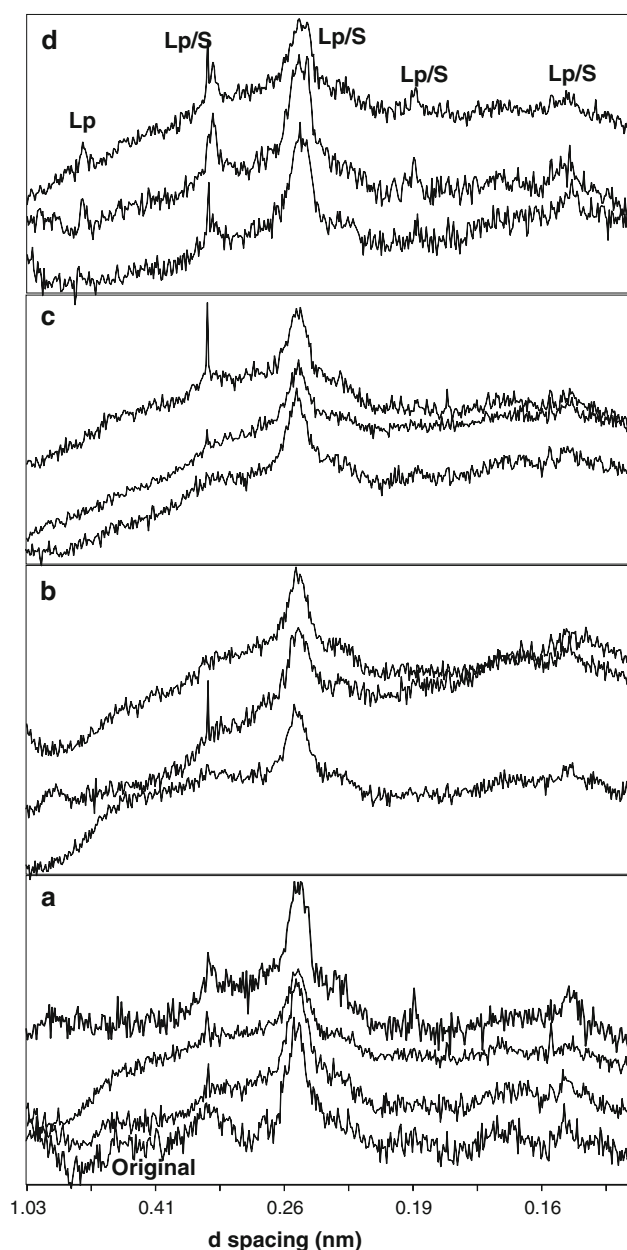 d
Lp
Lp/S
Lp/S
Lp/S
Lp/S
c
b
a
Original
1.03 0.41 0.26 0.19 0.16
d spacing (nm)